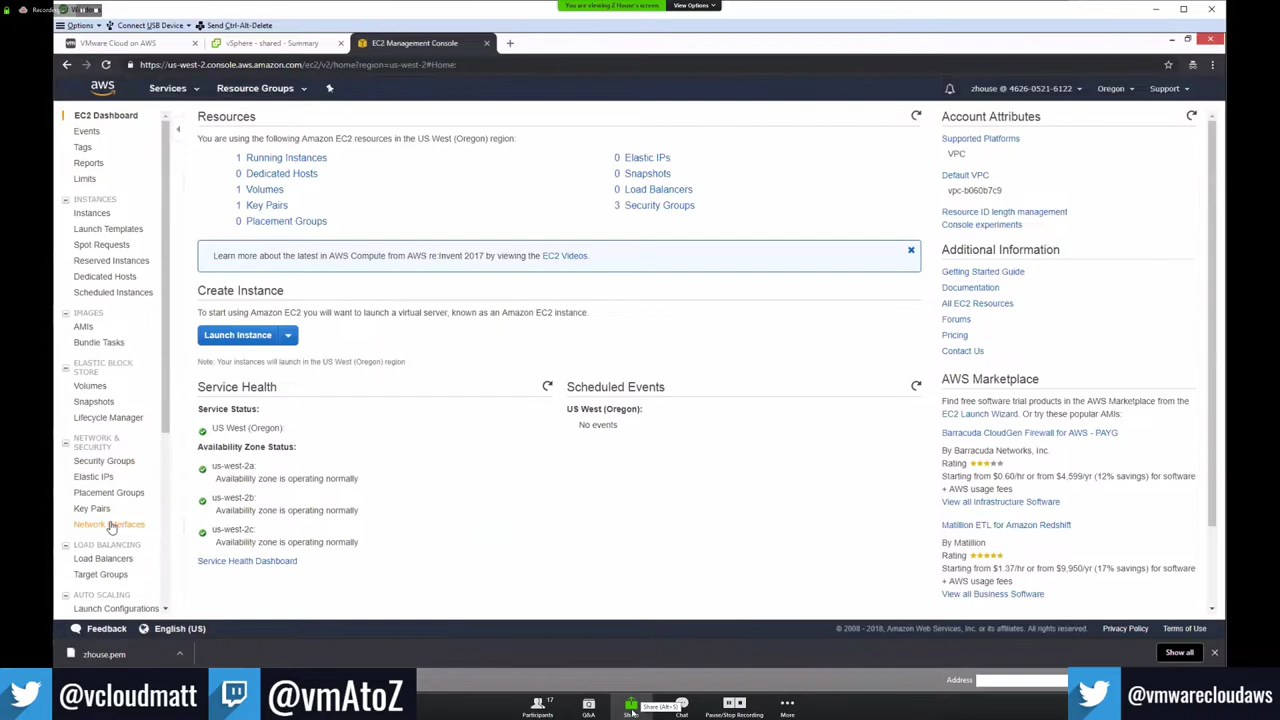 Recording
Windows
You are viewing Z House's screen
View Options
Options
Connect USB Device
Send Ctrl-Alt-Delete
VMware Cloud on AWS
vSphere - shared - Summary
EC2 Management Console
https://us-west-2.console.aws.amazon.com/ec2/v2/home?region=us-west-2#Home:
aws
Services
Resource Groups
zhouse @ 4626-0521-6122
Oregon
Support
EC2 Dashboard
Events
Tags
Reports
Limits
INSTANCES
Instances
Launch Templates
Spot Requests
Reserved Instances
Dedicated Hosts
Scheduled Instances
IMAGES
AMIs
Bundle Tasks
ELASTIC BLOCK
STORE
Volumes
Snapshots
Lifecycle Manager
NETWORK &
SECURITY
Security Groups
Elastic IPs
Placement Groups
Key Pairs
Network Interfaces
LOAD BALANCING
Load Balancers
Target Groups
AUTO SCALING
Launch Configurations
Resources
You are using the following Amazon EC2 resources in the US West (Oregon) region:
1 Running Instances
0 Elastic IPs
0 Dedicated Hosts
0 Snapshots
1 Volumes
0 Load Balancers
1 Key Pairs
3 Security Groups
0 Placement Groups
Learn more about the latest in AWS Compute from AWS re:Invent 2017 by viewing the EC2 Videos.
Create Instance
To start using Amazon EC2 you will want to launch a virtual server, known as an Amazon EC2 instance.
Launch Instance
Note: Your instances will launch in the US West (Oregon) region
Service Health
Service Status:
US West (Oregon):
Availability Zone Status:
us-west-2a:
Availability zone is operating normally
us-west-2b:
Availability zone is operating normally
us-west-2c:
Availability zone is operating normally
Service Health Dashboard
Scheduled Events
US West (Oregon):
No events
Account Attributes
Supported Platforms
VPC
Default VPC
vpc-b060b7c9
Resource ID length management
Console experiments
Additional Information
Getting Started Guide
Documentation
All EC2 Resources
Forums
Pricing
Contact Us
AWS Marketplace
Find free software trial products in the AWS Marketplace from the
EC2 Launch Wizard. Or try these popular AMIs:
Barracuda CloudGen Firewall for AWS - PAYG
By Barracuda Networks, Inc.
Rating
Starting from $0.60/hr or from $4,599/yr (12% savings) for software
+ AWS usage fees
View all Infrastructure Software
Matillion ETL for Amazon Redshift
By Matillion
Rating
Starting from $1.37/hr or from $9,950/yr (17% savings) for software
+ AWS usage fees
View all Business Software
Feedback
English (US)
© 2008 - 2018, Amazon Web Services, Inc. or its affiliates. All rights reserved.
Privacy Policy
Terms of Use
zhouse.pem
Show all
Address
@vcloudmatt
@vmAtoZ
@vmwarecloudaws
17
Participants
Q&A
Share
Share (Alt+S)
Chat
Pause/Stop Recording
More